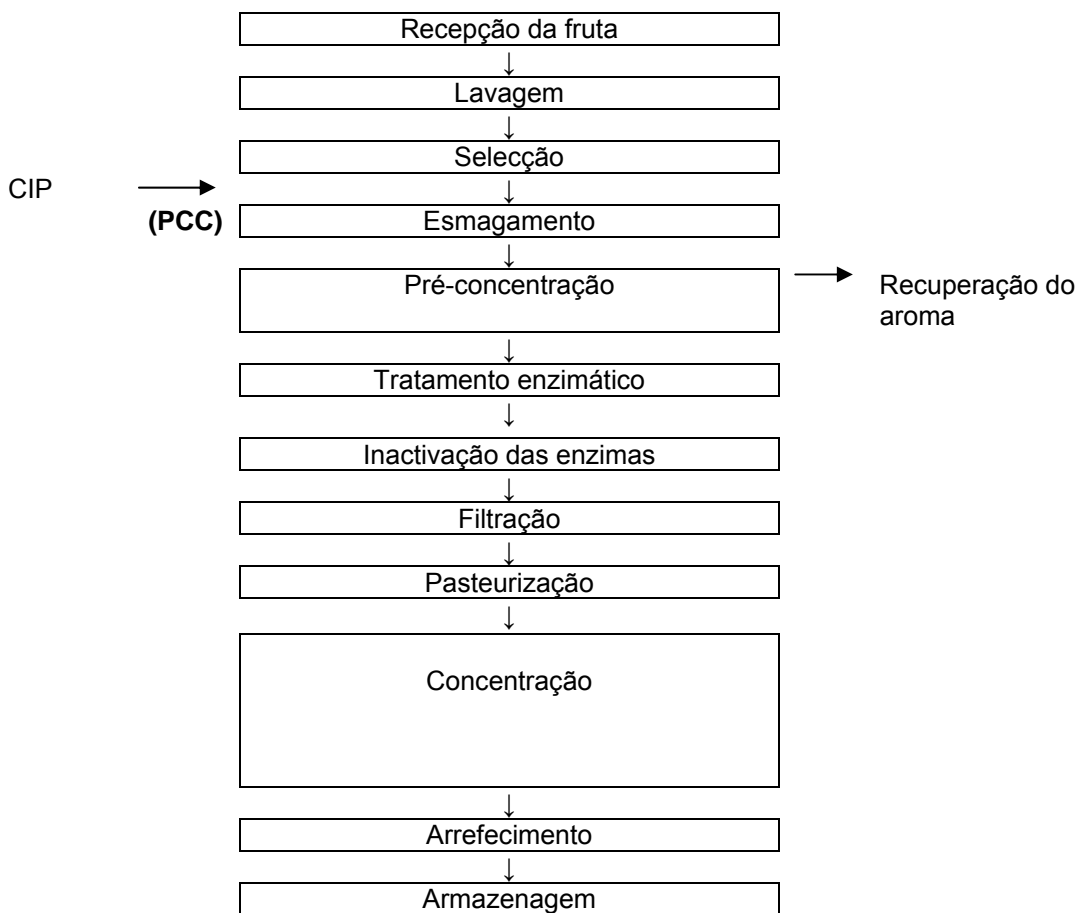 Recepção da fruta
↓
Lavagem
↓
Selecção
CIP → ↓
(PCC) Esmagamento
↓
Pré-concentração → Recuperação do
aroma
↓
Tratamento enzimático
↓
Inactivação das enzimas
↓
Filtração
↓
Pasteurização
↓
Concentração
↓
Arrefecimento
↓
Armazenagem